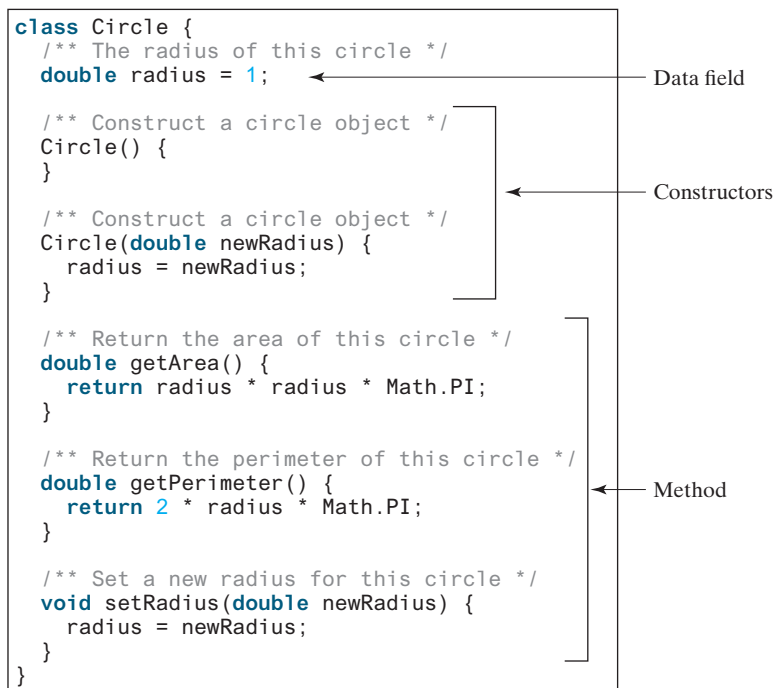 class Circle {
/** The radius of this circle */
double radius = 1;
Data field
/** Construct a circle object */
Circle() {
}
Constructors
/** Construct a circle object */
Circle(double newRadius) {
radius = newRadius;
}
/** Return the area of this circle */
double getArea() {
return radius * radius * Math.PI;
}
/** Return the perimeter of this circle */
double getPerimeter() {
return 2 * radius * Math.PI;
}
Method
/** Set a new radius for this circle */
void setRadius(double newRadius) {
radius = newRadius;
}
}